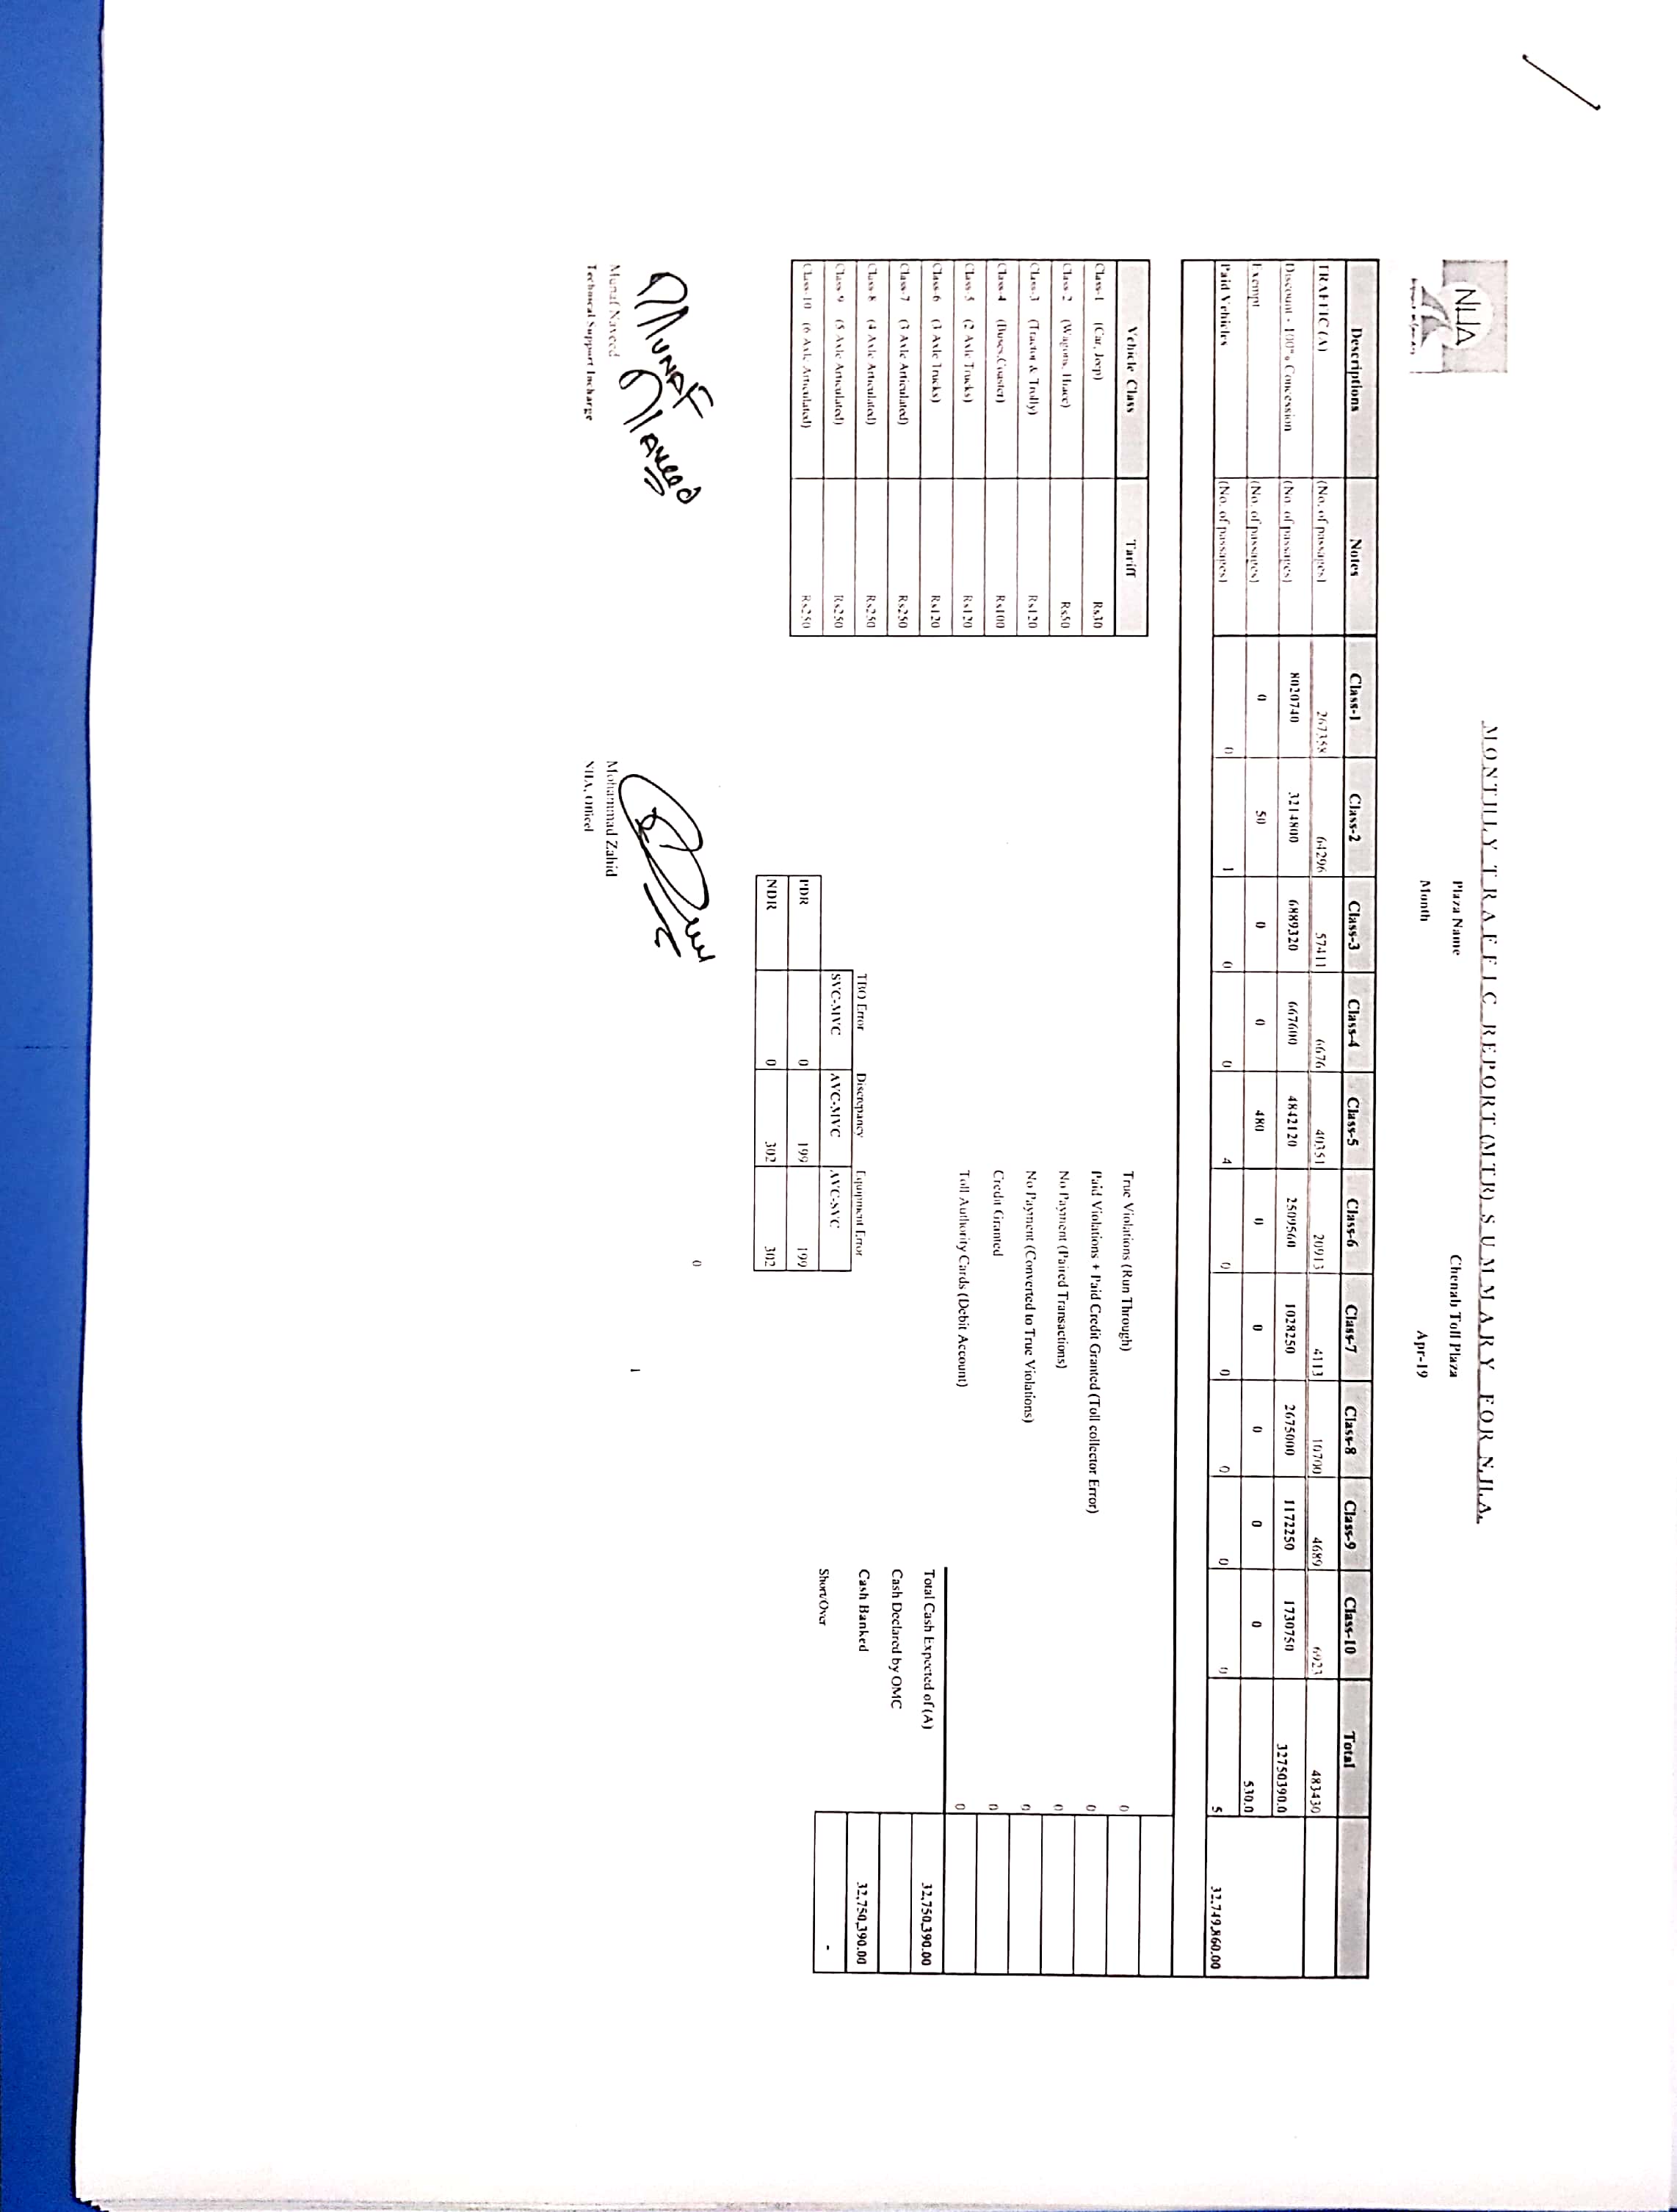 NHA
MONTHLY TRAFFIC REPORT (MTR) SUMMARY FOR N.H.A.
Plaza Name Chenab Toll Plaza
Month Apr-19
Descriptions Notes Class-1 Class-2 Class-3 Class-4 Class-5 Class-6 Class-7 Class-8 Class-9 Class-10 Total
TRAFFIC (A) (No. of passages) 267358 64296 57411 6676 40351 20913 4113 10700 4689 6923 483430
Discount - 100% Concession (No. of passages) 8020740 3214800 6889320 667600 4842120 2509560 1028250 2675000 1172250 1730750 32750390.0
Exempt (No. of passages) 0 50 0 0 480 0 0 0 0 0 530.0
Paid Vehicles (No. of passages) 0 1 0 0 4 0 0 0 0 0 5 32,749,860.00
Vehicle Class Tariff
Class-1 (Car, Jeep) Rs30
Class-2 (Wagons, Hiace) Rs50
Class-3 (Tractor & Trolly) Rs120
Class-4 (Buses,Coaster) Rs100
Class-5 (2 Axle Trucks) Rs120
Class-6 (3 Axle Trucks) Rs120
Class-7 (3 Axle Articulated) Rs250
Class-8 (4 Axle Articulated) Rs250
Class-9 (5 Axle Articulated) Rs250
Class-10 (6 Axle Articulated) Rs250
True Violations (Run Through) 0
Paid Violations + Paid Credit Granted (Toll collector Error) 0
No Payment (Paired Transactions) 0
No Payment (Converted to True Violations) 0
Credit Granted 0
Toll Authority Cards (Debit Account) 0
Total Cash Expected of (A) 32,750,390.00
Cash Declared by OMC
Cash Banked 32,750,390.00
Short/Over -
TBO Error Discrepancy Equipment Error
SVC-MVC AVC-MVC AVC-SVC
PDR 0 199 199
NDR 0 302 302
0
1
Munaf Naveed
Munaf Naveed
Technical Support Incharge
Mohammad Zahid
NHA, Officel